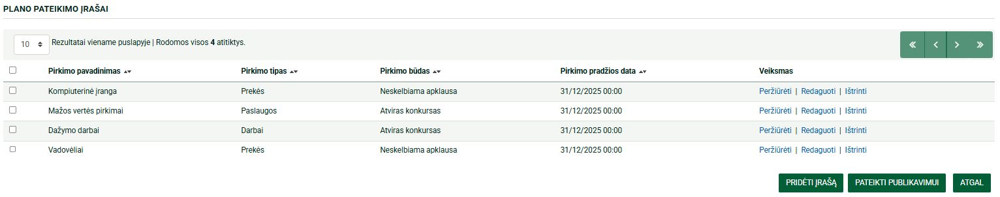 PLANO PATEIKIMO ĮRAŠAI
10 Rezultatai viename puslapyje | Rodomos visos 4 atitiktys.
Pirkimo pavadinimas Pirkimo tipas Pirkimo būdas Pirkimo pradžios data Veiksmas
Kompiuterinė įranga Prekės Neskelbiama apklausa 31/12/2025 00:00 Peržiūrėti | Redaguoti | Ištrinti
Mažos vertės pirkimai Paslaugos Atviras konkursas 31/12/2025 00:00 Peržiūrėti | Redaguoti | Ištrinti
Dažymo darbai Darbai Atviras konkursas 31/12/2025 00:00 Peržiūrėti | Redaguoti | Ištrinti
Vadovėliai Prekės Neskelbiama apklausa 31/12/2025 00:00 Peržiūrėti | Redaguoti | Ištrinti
PRIDĖTI ĮRAŠĄ PATEIKTI PUBLIKAVIMUI ATGAL